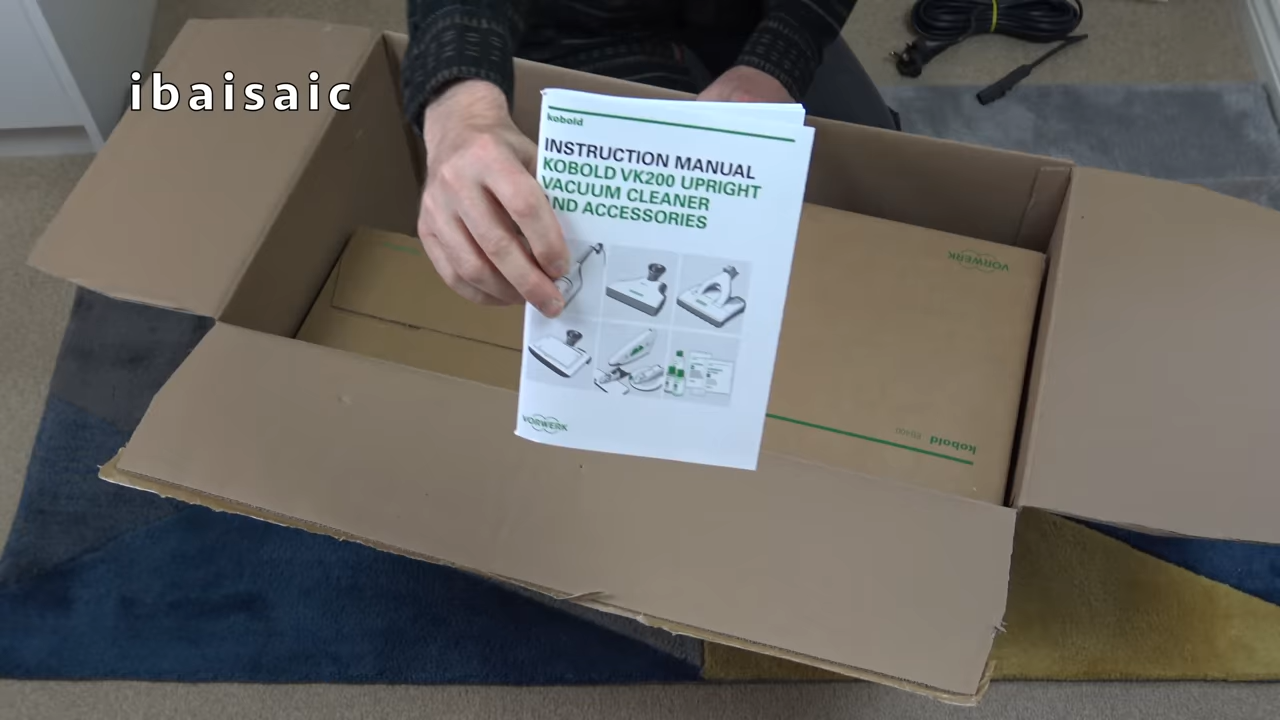 ibaisaic
kobold
INSTRUCTION MANUAL
KOBOLD VK200 UPRIGHT
VACUUM CLEANER
AND ACCESSORIES
VORWERK
VORWERK
kobold